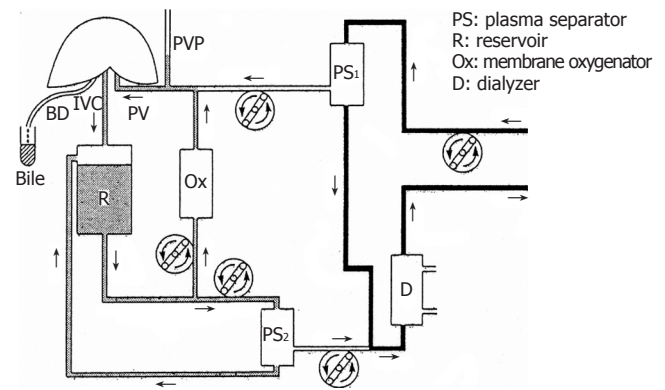 PS: plasma separator
R: reservoir
Ox: membrane oxygenator
D: dialyzer
PVP
PS1
BD
IVC
PV
Bile
R
Ox
D
PS2